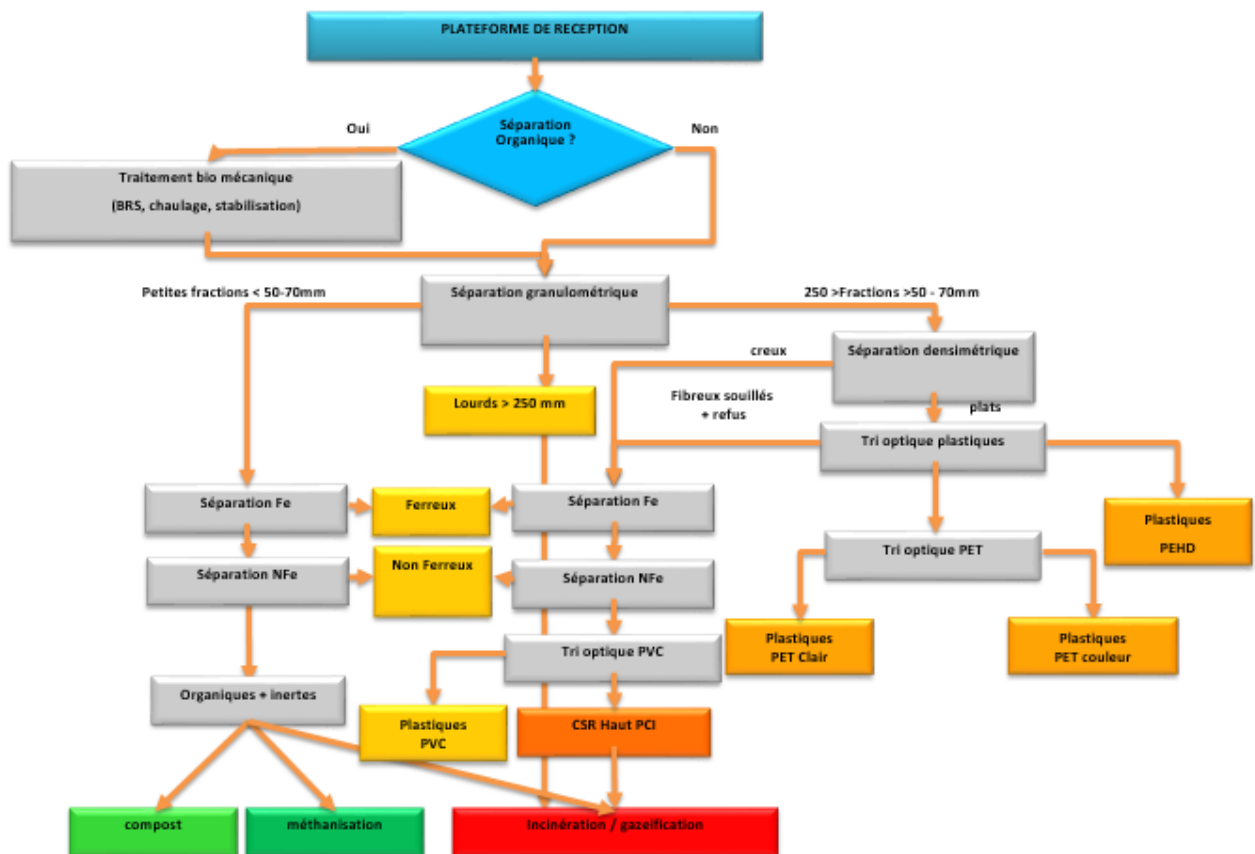 PLATEFORME DE RECEPTION
Séparation
Organique ?
Oui
Non
Traitement bio mécanique
(BRS, chaulage, stabilisation)
Petites fractions < 50-70mm
Séparation granulométrique
250 >Fractions >50 - 70mm
creux
Séparation densimétrique
Lourds > 250 mm
Fibreux souillés
+ refus
plats
Tri optique plastiques
Séparation Fe
Ferreux
Séparation Fe
Plastiques
PEHD
Tri optique PET
Séparation NFe
Non Ferreux
Séparation NFe
Tri optique PVC
Plastiques
PET Clair
Plastiques
PET couleur
Organiques + inertes
Plastiques
PVC
CSR Haut PCI
compost
méthanisation
Incinération / gazeification